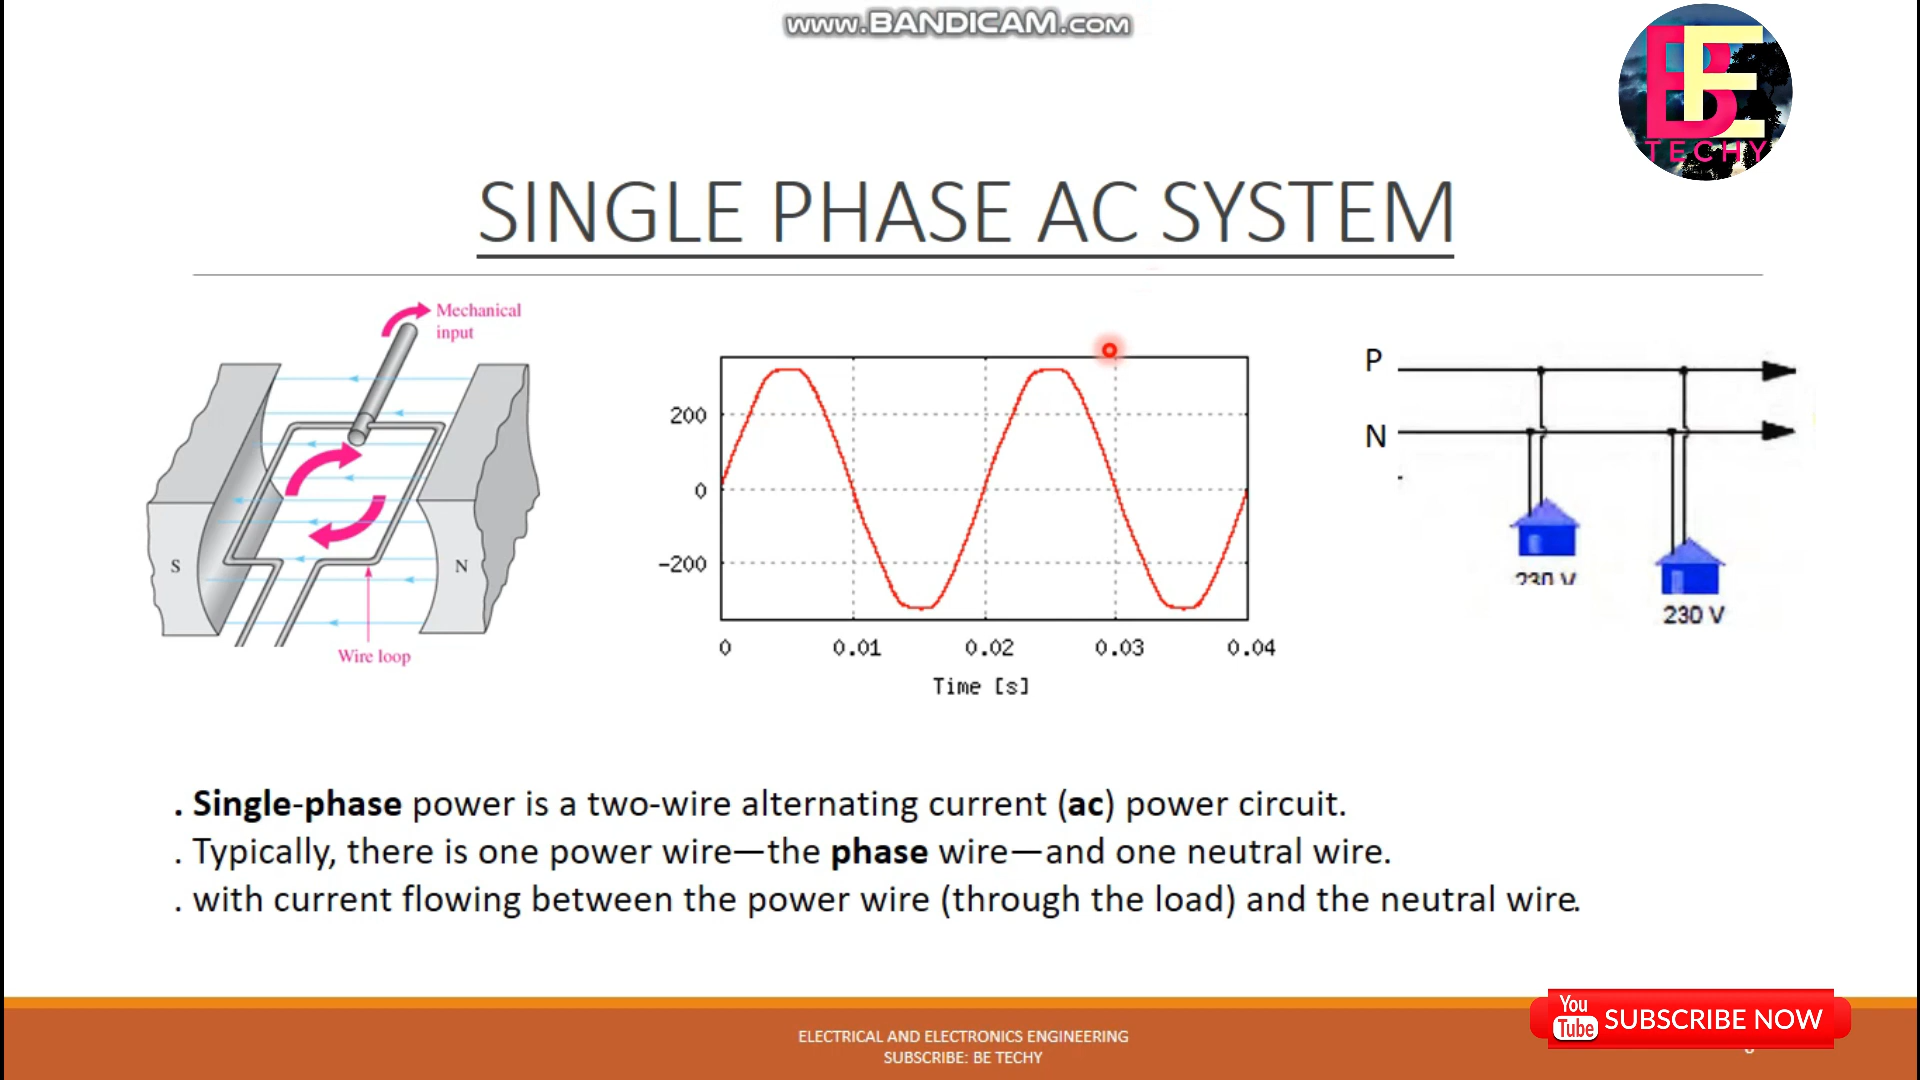 www.BANDICAM.COM
BE
TECHY
SINGLE PHASE AC SYSTEM
Mechanical
input
S
N
Wire loop
200
0
-200
0 0.01 0.02 0.03 0.04
Time [s]
P
N
230 V
230 V
. Single-phase power is a two-wire alternating current (ac) power circuit.
. Typically, there is one power wire—the phase wire—and one neutral wire.
. with current flowing between the power wire (through the load) and the neutral wire.
ELECTRICAL AND ELECTRONICS ENGINEERING
SUBSCRIBE: BE TECHY
You
Tube
SUBSCRIBE NOW